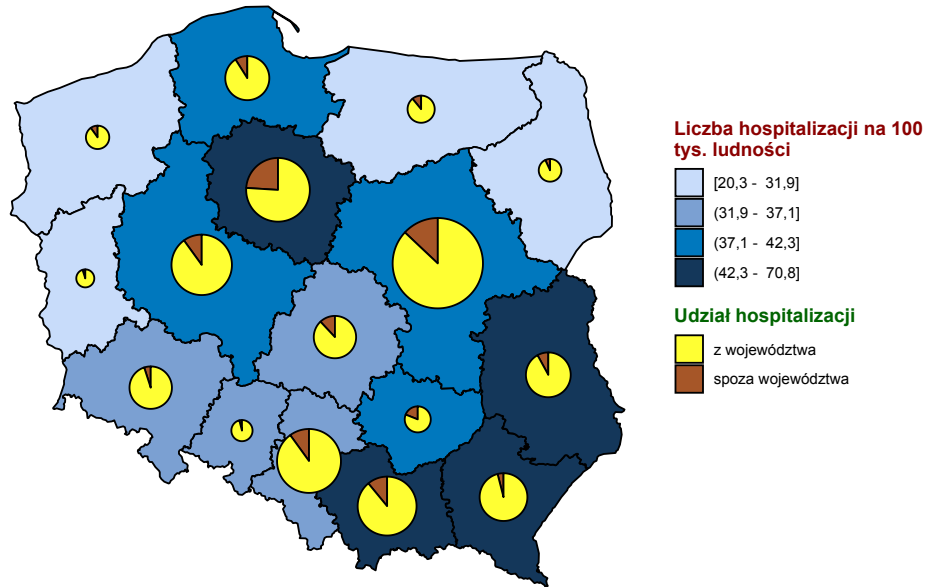 Liczba hospitalizacji na 100
tys. ludności
[20,3 - 31,9]
(31,9 - 37,1]
(37,1 - 42,3]
(42,3 - 70,8]
Udział hospitalizacji
z województwa
spoza województwa